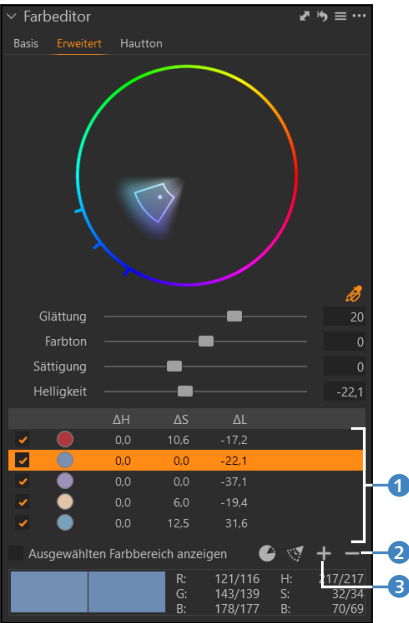 Farbeditor
Basis Erweitert Hautton
Glättung 20
Farbton 0
Sättigung 0
Helligkeit -22,1
ΔH ΔS ΔL
0,0 10,6 -17,2
0,0 0,0 -22,1
0,0 0,0 -37,1
0,0 6,0 -19,4
0,0 12,5 31,6
1
Ausgewählten Farbbereich anzeigen
2
3
R: 121/116 H: 217/217
G: 143/139 S: 32/34
B: 178/177 B: 70/69